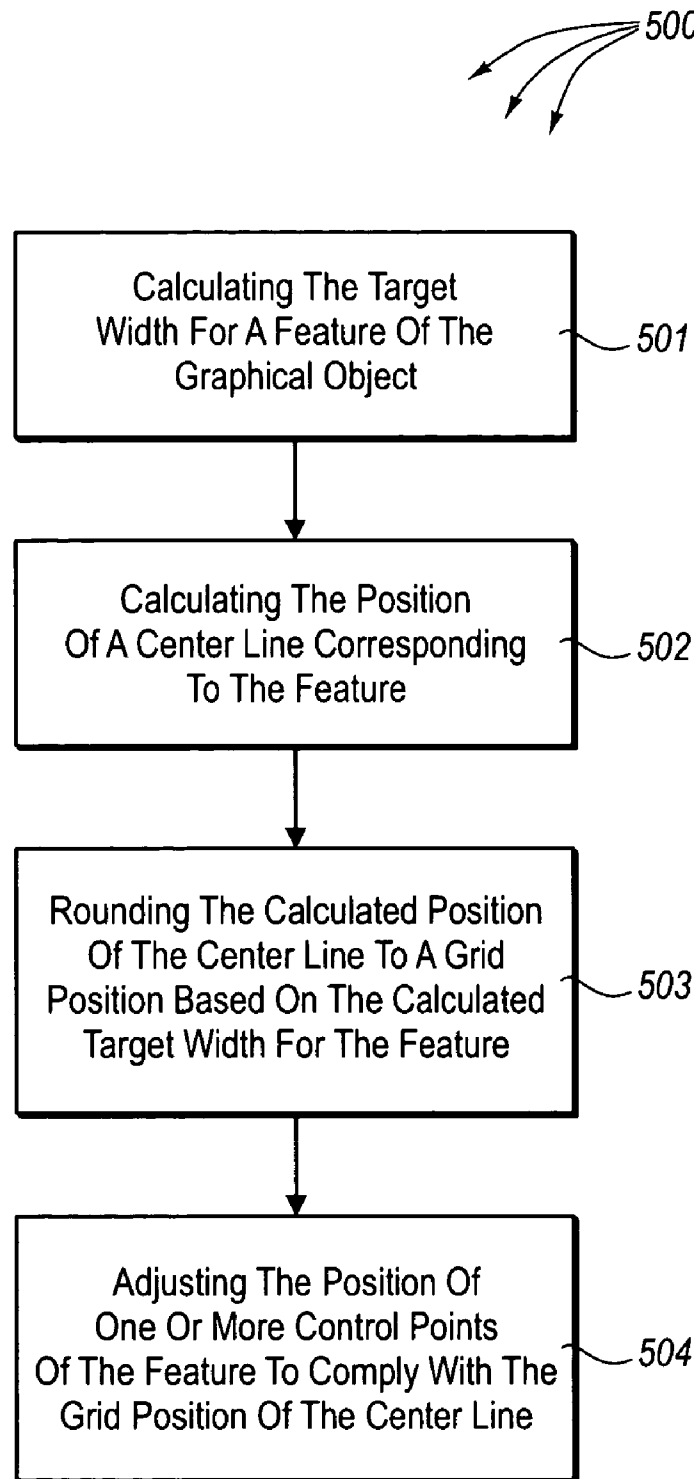 500
Calculating The Target
Width For A Feature Of The
Graphical Object
501
Calculating The Position
Of A Center Line Corresponding
To The Feature
502
Rounding The Calculated Position
Of The Center Line To A Grid
Position Based On The Calculated
Target Width For The Feature
503
Adjusting The Position Of
One Or More Control Points
Of The Feature To Comply With The
Grid Position Of The Center Line
504